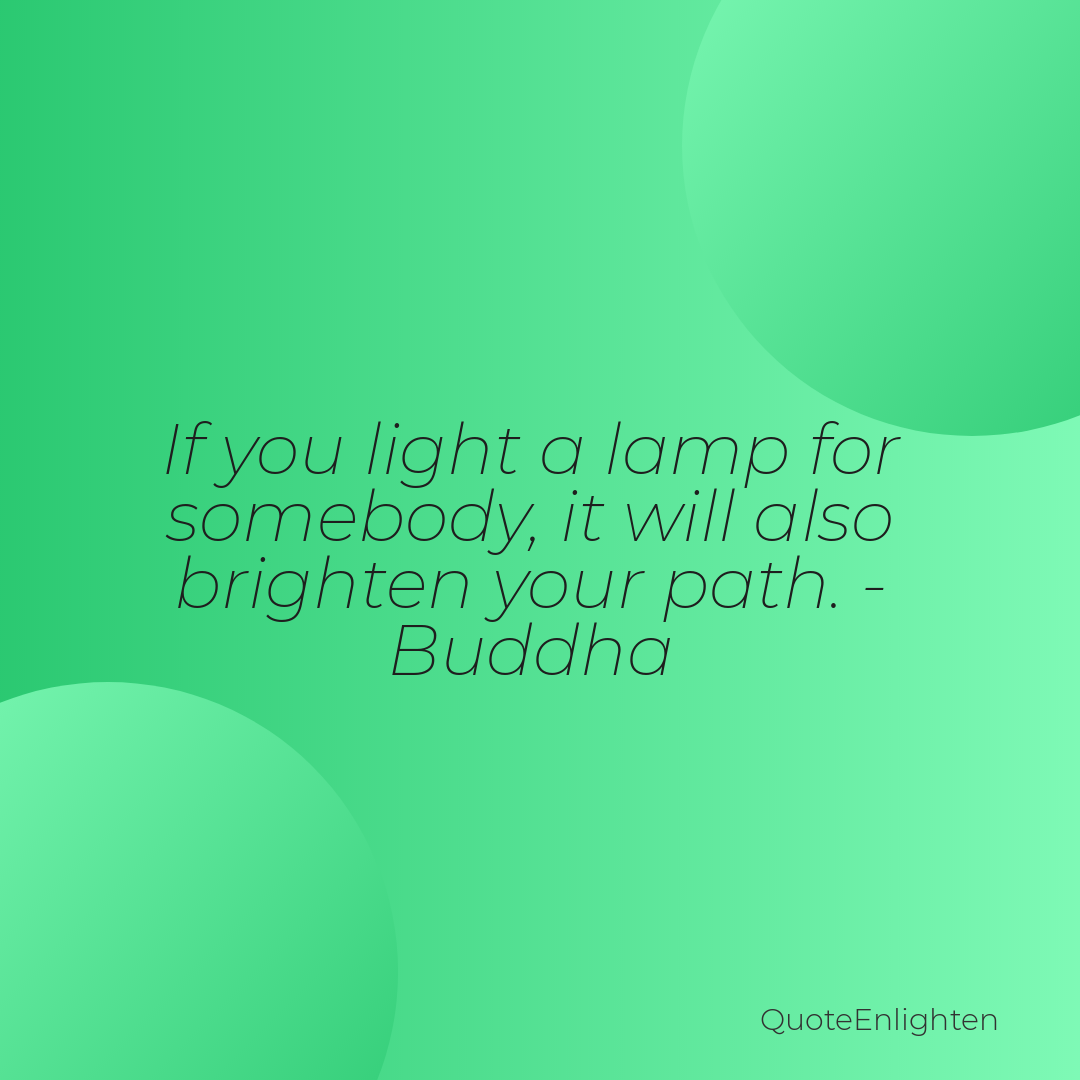 If you light a lamp for
somebody, it will also
brighten your path. -
Buddha
QuoteEnlighten